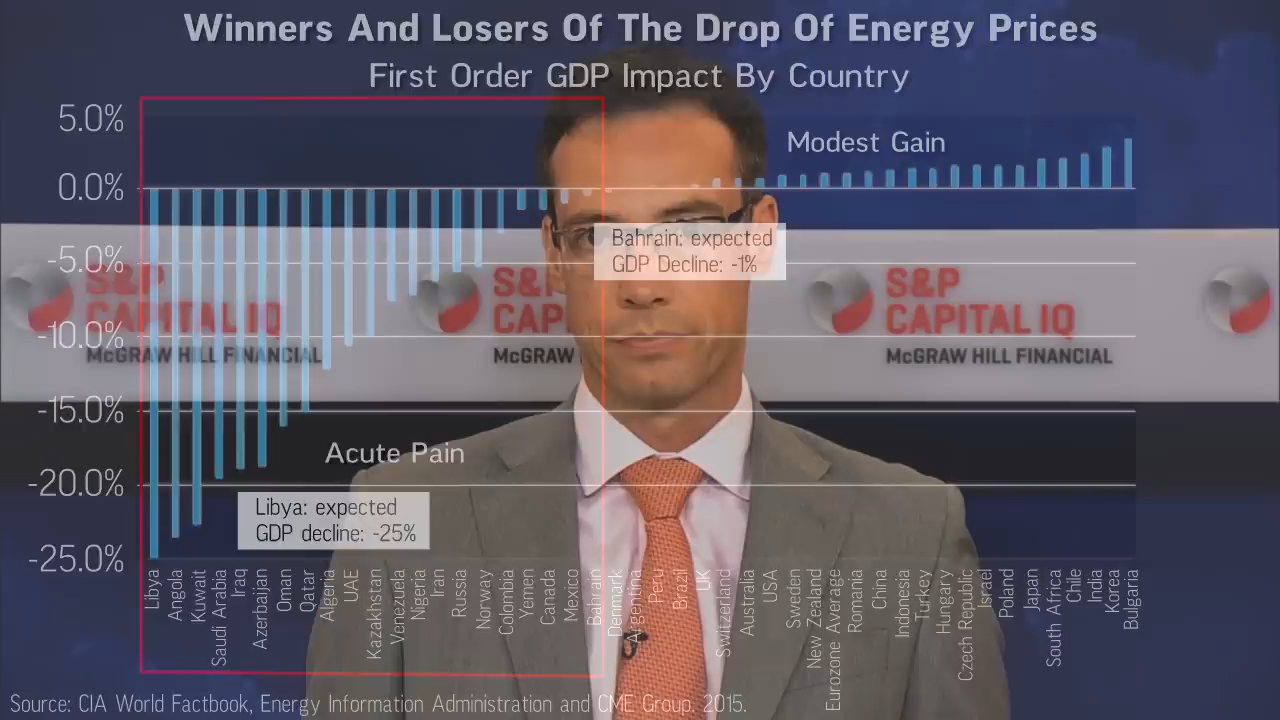 Winners And Losers Of The Drop Of Energy Prices
First Order GDP Impact By Country
5.0%
Modest Gain
0.0%
Bahrain: expected
GDP Decline: -1%
-5.0%
S&P
CAPITAL IQ
McGRAW HILL FINANCIAL
S&P
CAP
McGRAW
S&P
CAPITAL IQ
McGRAW HILL FINANCIAL
-10.0%
-15.0%
Acute Pain
-20.0%
Libya: expected
GDP decline: -25%
-25.0%
Libya
Angola
Kuwait
Saudi Arabia
Iraq
Azerbaijan
Oman
Qatar
Algeria
UAE
Kazakhstan
Venezuela
Nigeria
Iran
Russia
Norway
Colombia
Yemen
Canada
Mexico
Bahrain
Denmark
Argentina
Peru
Brazil
UK
Switzerland
Australia
USA
Sweden
New Zealand
Eurozone Average
Romania
China
Indonesia
Turkey
Hungary
Czech Republic
Israel
Poland
Japan
South Africa
Chile
India
Korea
Bulgaria
Source: CIA World Factbook, Energy Information Administration and CME Group. 2015.